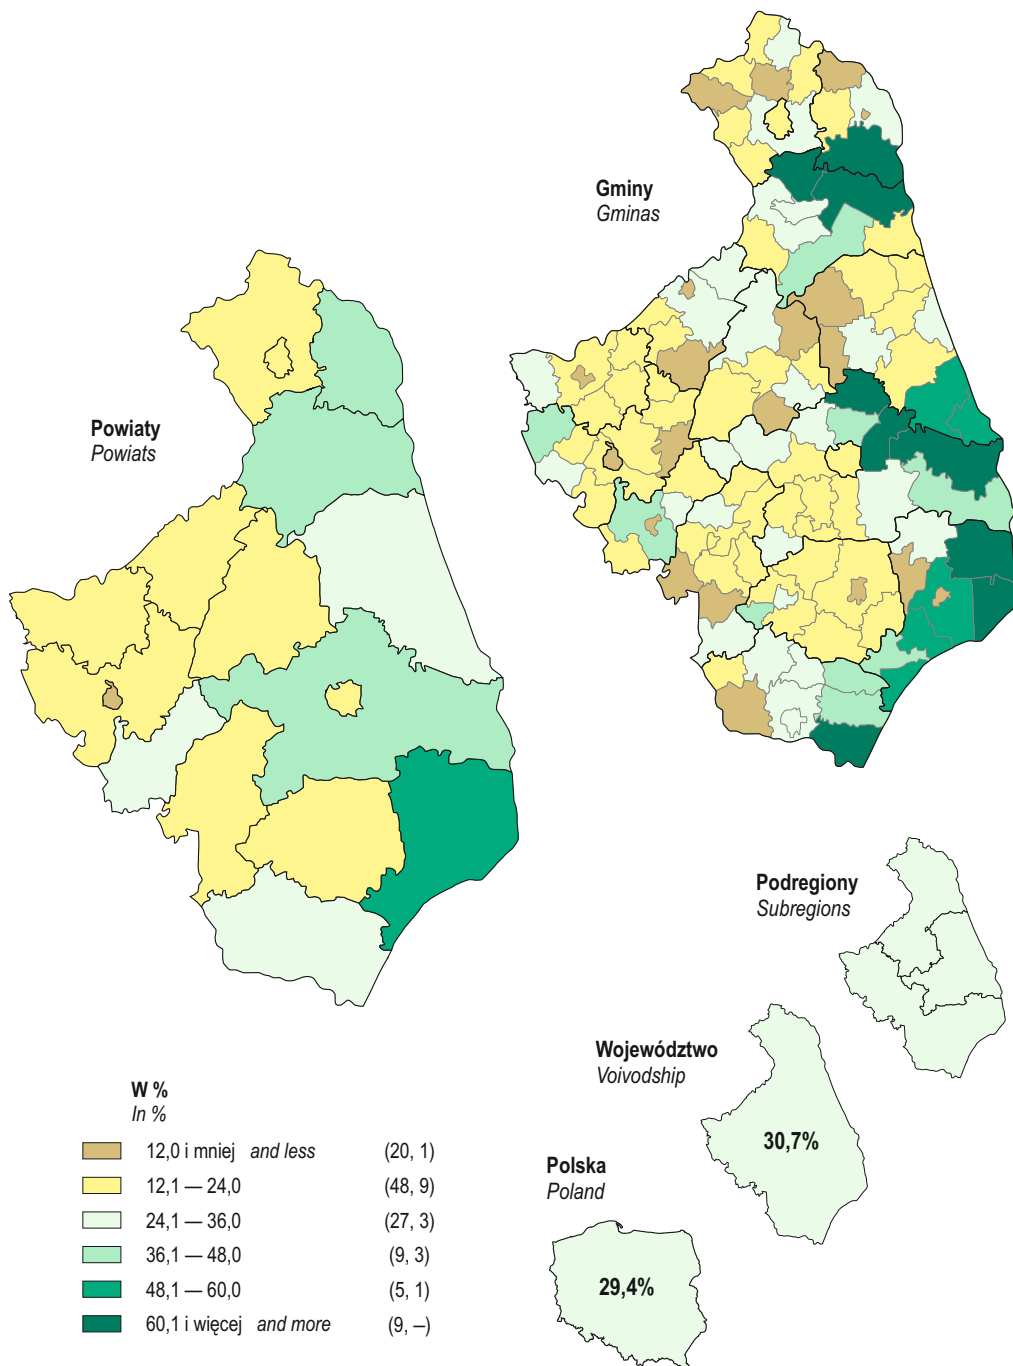 Gminy
Gminas
Powiaty
Powiats
Podregiony
Subregions
Województwo
Voivodship
30,7%
Polska
Poland
29,4%
W %
In %
12,0 i mniej and less (20, 1)
12,1 — 24,0 (48, 9)
24,1 — 36,0 (27, 3)
36,1 — 48,0 (9, 3)
48,1 — 60,0 (5, 1)
60,1 i więcej and more (9, –)